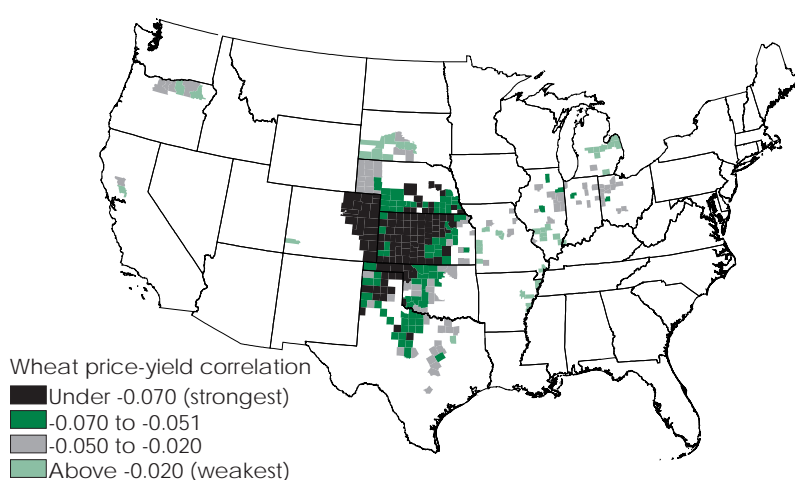 Wheat price-yield correlation
Under -0.070 (strongest)
-0.070 to -0.051
-0.050 to -0.020
Above -0.020 (weakest)